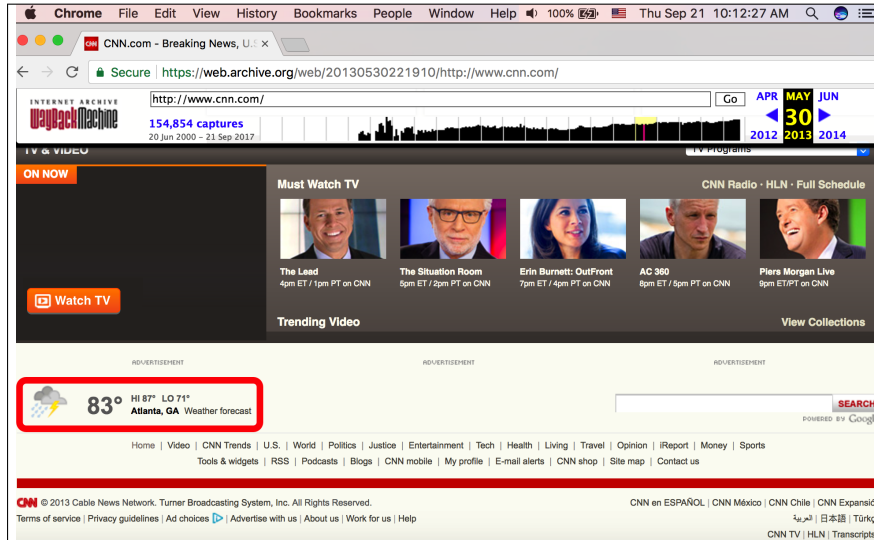 Chrome File Edit View History Bookmarks People Window Help 100% Thu Sep 21 10:12:27 AM
CNN CNN.com - Breaking News, U.S
Secure https://web.archive.org/web/20130530221910/http://www.cnn.com/
INTERNET ARCHIVE
WayBackMachine
http://www.cnn.com/ Go
154,854 captures
20 Jun 2000 – 21 Sep 2017
APR MAY JUN
30
2012 2013 2014
TV & VIDEO TV Programs
ON NOW
Must Watch TV CNN Radio · HLN · Full Schedule
The Lead The Situation Room Erin Burnett: OutFront AC 360 Piers Morgan Live
4pm ET / 1pm PT on CNN 5pm ET / 2pm PT on CNN 7pm ET / 4pm PT on CNN 8pm ET / 5pm PT on CNN 9pm ET/PT on CNN
Watch TV
Trending Video View Collections
ADVERTISEMENT ADVERTISEMENT ADVERTISEMENT
83° HI 87° LO 71°
Atlanta, GA Weather forecast
SEARCH
POWERED BY Googl
Home | Video | CNN Trends | U.S. | World | Politics | Justice | Entertainment | Tech | Health | Living | Travel | Opinion | iReport | Money | Sports
Tools & widgets | RSS | Podcasts | Blogs | CNN mobile | My profile | E-mail alerts | CNN shop | Site map | Contact us
CNN © 2013 Cable News Network. Turner Broadcasting System, Inc. All Rights Reserved. CNN en ESPAÑOL | CNN México | CNN Chile | CNN Expansió
Terms of service | Privacy guidelines | Ad choices | Advertise with us | About us | Work for us | Help العربية | 日本語 | Türkç
CNN TV | HLN | Transcripts